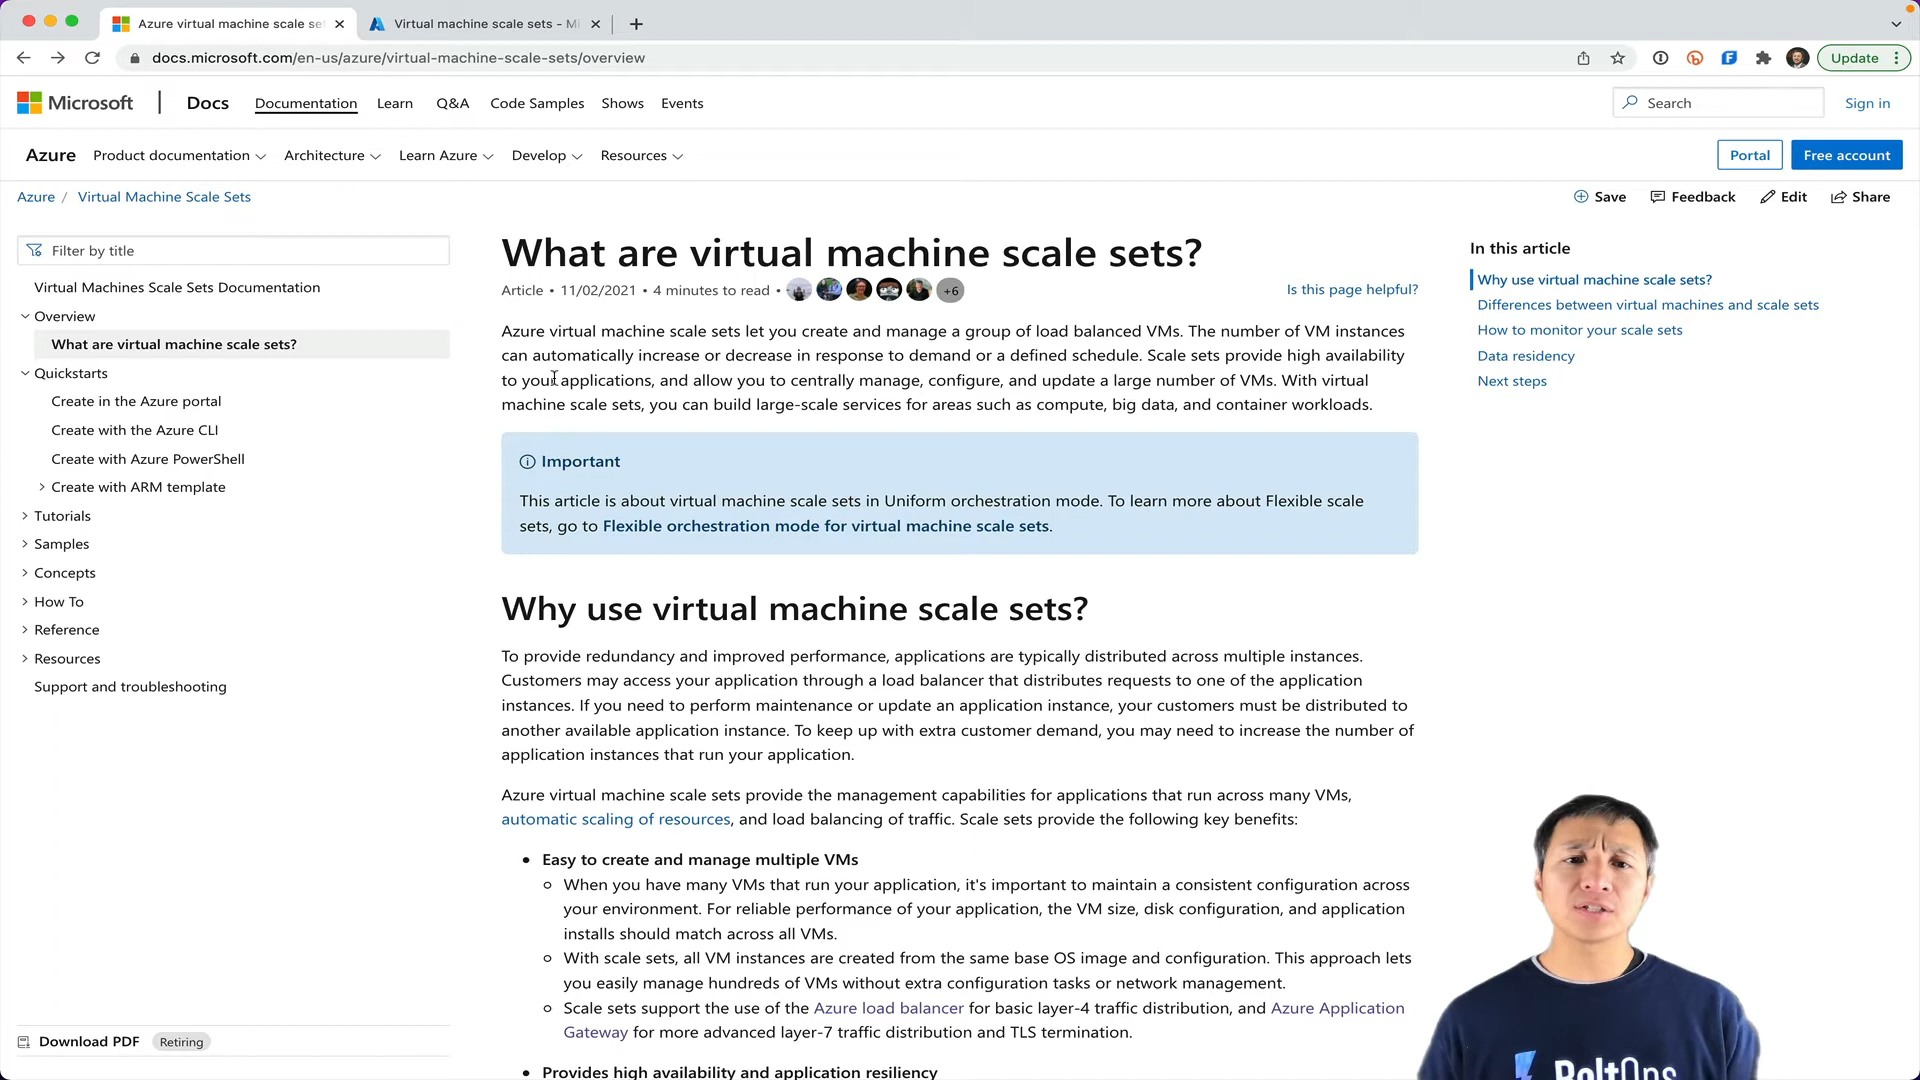 Azure virtual machine scale set
Virtual machine scale sets - Mi
docs.microsoft.com/en-us/azure/virtual-machine-scale-sets/overview
Update
Microsoft
Docs
Documentation
Learn
Q&A
Code Samples
Shows
Events
Search
Sign in
Azure
Product documentation
Architecture
Learn Azure
Develop
Resources
Portal
Free account
Azure / Virtual Machine Scale Sets
Save
Feedback
Edit
Share
Filter by title
Virtual Machines Scale Sets Documentation
Overview
What are virtual machine scale sets?
Quickstarts
Create in the Azure portal
Create with the Azure CLI
Create with Azure PowerShell
Create with ARM template
Tutorials
Samples
Concepts
How To
Reference
Resources
Support and troubleshooting
Download PDF
Retiring
What are virtual machine scale sets?
Article • 11/02/2021 • 4 minutes to read •
+6
Is this page helpful?
Azure virtual machine scale sets let you create and manage a group of load balanced VMs. The number of VM instances
can automatically increase or decrease in response to demand or a defined schedule. Scale sets provide high availability
to your applications, and allow you to centrally manage, configure, and update a large number of VMs. With virtual
machine scale sets, you can build large-scale services for areas such as compute, big data, and container workloads.
Important
This article is about virtual machine scale sets in Uniform orchestration mode. To learn more about Flexible scale
sets, go to Flexible orchestration mode for virtual machine scale sets.
Why use virtual machine scale sets?
To provide redundancy and improved performance, applications are typically distributed across multiple instances.
Customers may access your application through a load balancer that distributes requests to one of the application
instances. If you need to perform maintenance or update an application instance, your customers must be distributed to
another available application instance. To keep up with extra customer demand, you may need to increase the number of
application instances that run your application.
Azure virtual machine scale sets provide the management capabilities for applications that run across many VMs,
automatic scaling of resources, and load balancing of traffic. Scale sets provide the following key benefits:
• Easy to create and manage multiple VMs
When you have many VMs that run your application, it's important to maintain a consistent configuration across
your environment. For reliable performance of your application, the VM size, disk configuration, and application
installs should match across all VMs.
With scale sets, all VM instances are created from the same base OS image and configuration. This approach lets
you easily manage hundreds of VMs without extra configuration tasks or network management.
Scale sets support the use of the Azure load balancer for basic layer-4 traffic distribution, and Azure Application
Gateway for more advanced layer-7 traffic distribution and TLS termination.
• Provides high availability and application resiliency
In this article
Why use virtual machine scale sets?
Differences between virtual machines and scale sets
How to monitor your scale sets
Data residency
Next steps
BoltOps